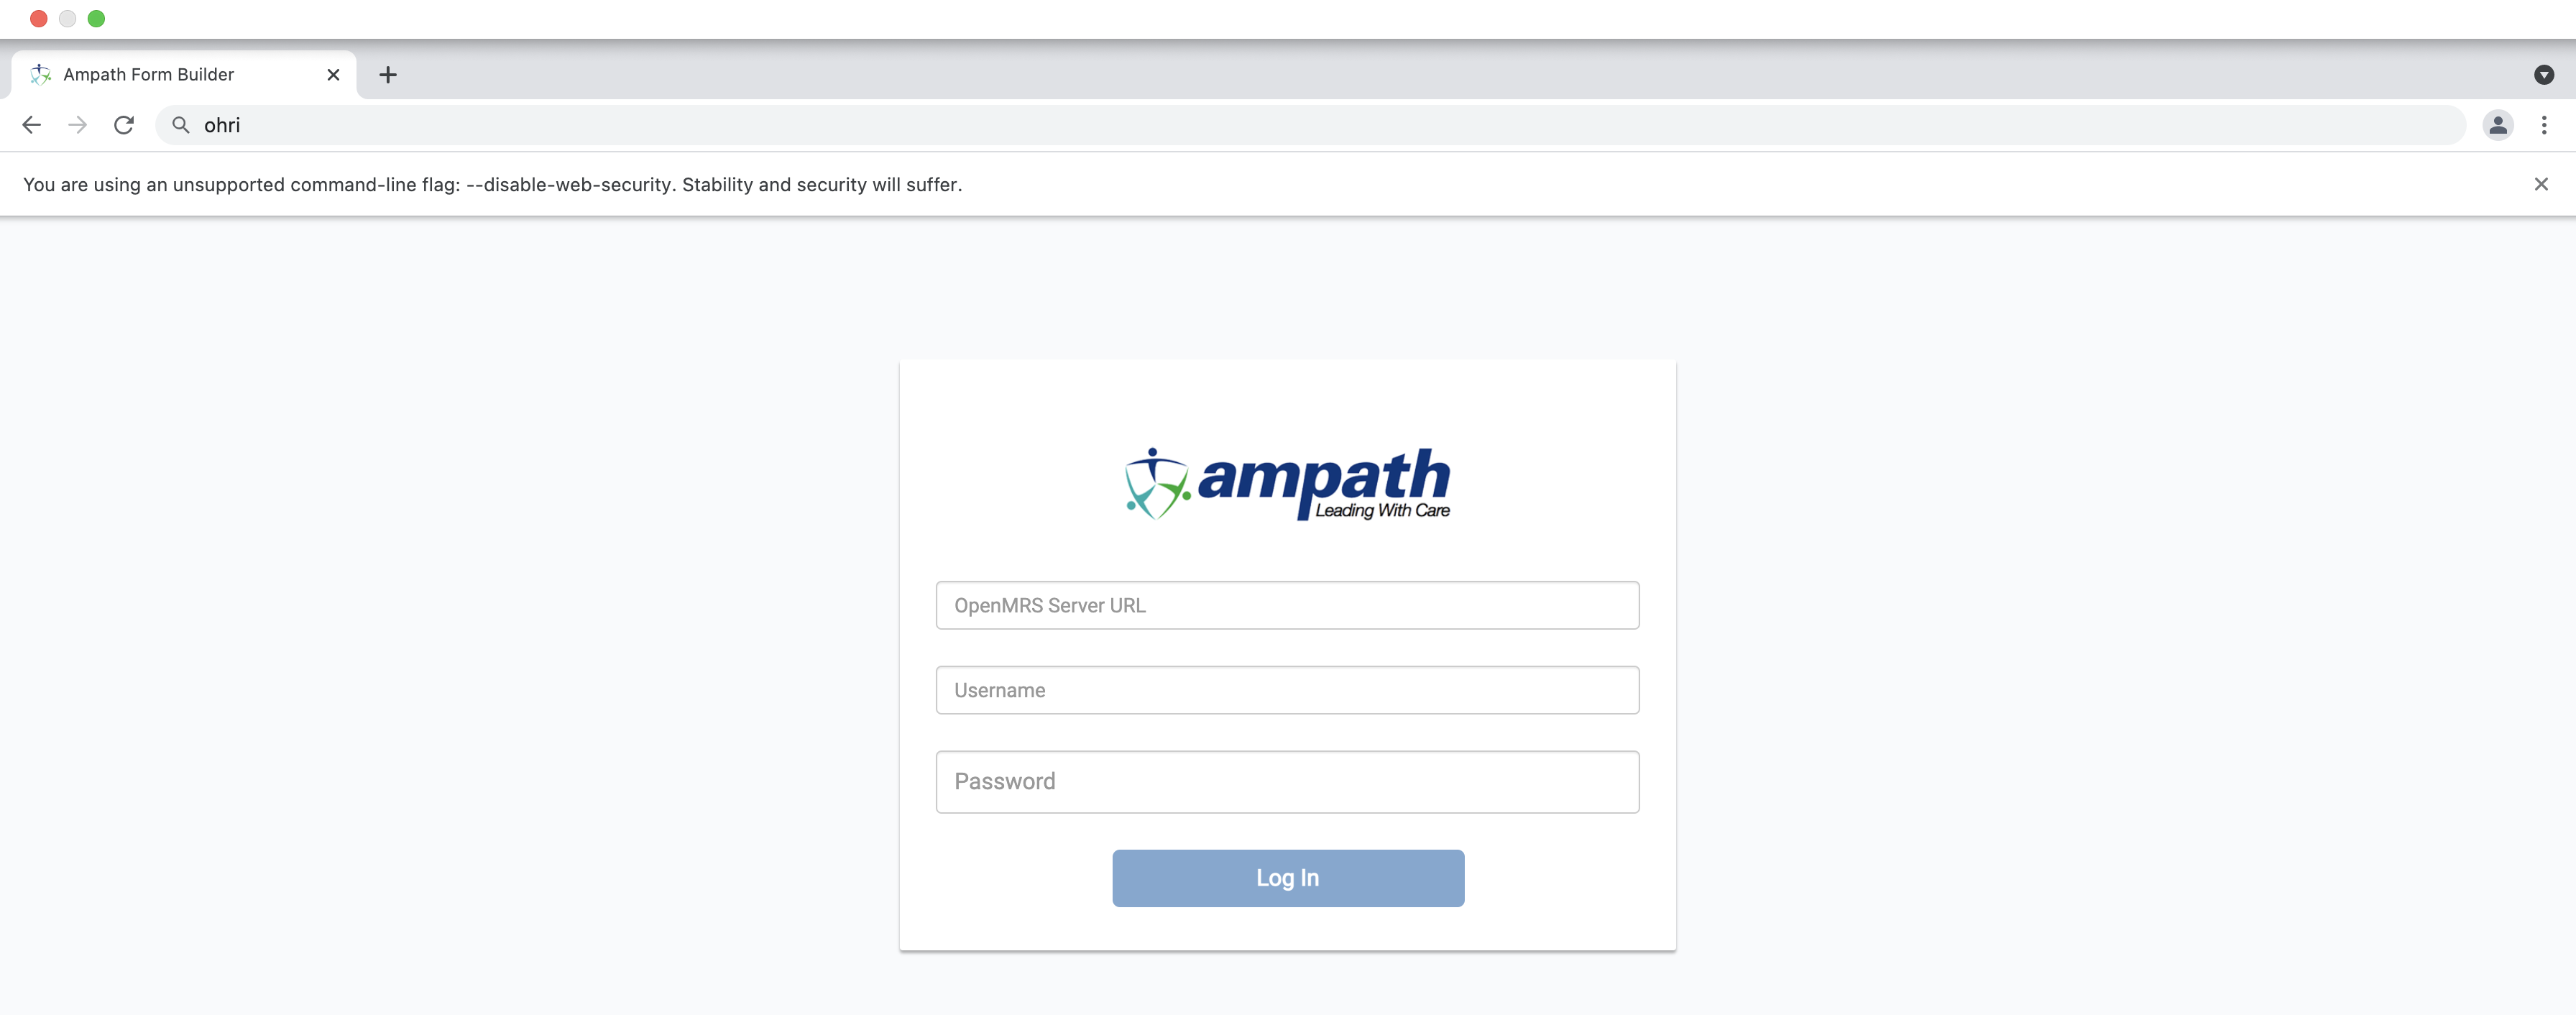 Ampath Form Builder
ohri
You are using an unsupported command-line flag: --disable-web-security. Stability and security will suffer.
ampath
Leading With Care
OpenMRS Server URL
Username
Password
Log In